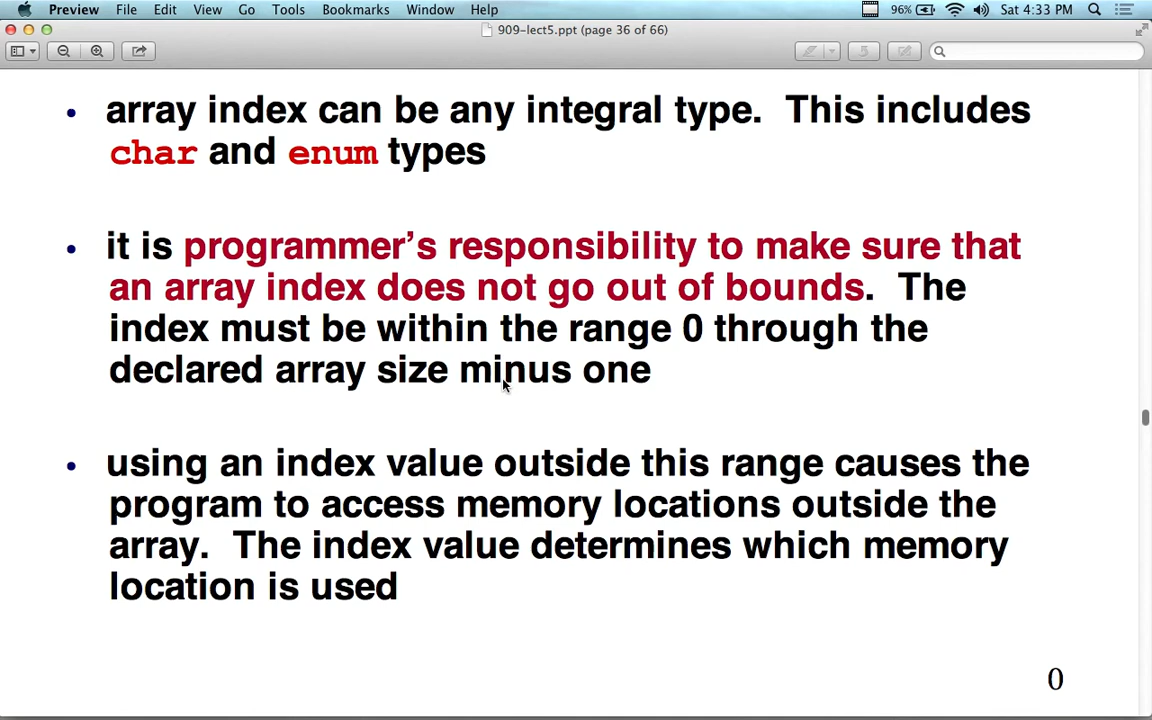 Preview File Edit View Go Tools Bookmarks Window Help 96% Sat 4:33 PM
909-lect5.ppt (page 36 of 66)
• array index can be any integral type. This includes
char and enum types
• it is programmer’s responsibility to make sure that
an array index does not go out of bounds. The
index must be within the range 0 through the
declared array size minus one
• using an index value outside this range causes the
program to access memory locations outside the
array. The index value determines which memory
location is used
0